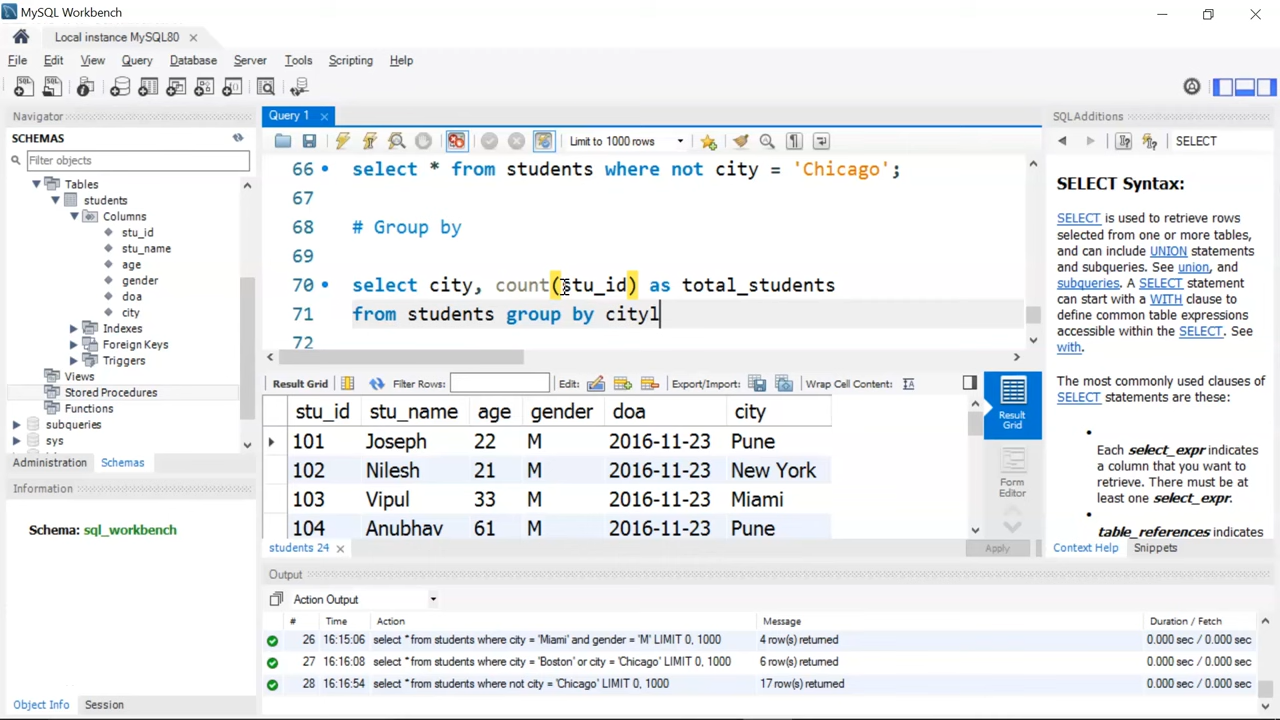 MySQL Workbench
Local instance MySQL80
File Edit View Query Database Server Tools Scripting Help
Navigator
SCHEMAS
Filter objects
Tables
students
Columns
stu_id
stu_name
age
gender
doa
city
Indexes
Foreign Keys
Triggers
Views
Stored Procedures
Functions
subqueries
sys
Administration Schemas
Information
Schema: sql_workbench
Object Info Session
Query 1
Limit to 1000 rows
66 select * from students where not city = 'Chicago';
67
68 # Group by
69
70 select city, count(stu_id) as total_students
71 from students group by cityl
72
Result Grid Filter Rows: Edit: Export/Import: Wrap Cell Content:
stu_id stu_name age gender doa city
101 Joseph 22 M 2016-11-23 Pune
102 Nilesh 21 M 2016-11-23 New York
103 Vipul 33 M 2016-11-23 Miami
104 Anubhav 61 M 2016-11-23 Pune
Result
Grid
Form
Editor
students 24
Apply
Output
Action Output
# Time Action Message Duration / Fetch
26 16:15:06 select * from students where city = 'Miami' and gender = 'M' LIMIT 0, 1000 4 row(s) returned 0.000 sec / 0.000 sec
27 16:16:08 select * from students where city = 'Boston' or city = 'Chicago' LIMIT 0, 1000 6 row(s) returned 0.000 sec / 0.000 sec
28 16:16:54 select * from students where not city = 'Chicago' LIMIT 0, 1000 17 row(s) returned 0.000 sec / 0.000 sec
SQLAdditions
SELECT
SELECT Syntax:
SELECT is used to retrieve rows
selected from one or more tables,
and can include UNION statements
and subqueries. See union, and
subqueries. A SELECT statement
can start with a WITH clause to
define common table expressions
accessible within the SELECT. See
with.
The most commonly used clauses of
SELECT statements are these:
Each select_expr indicates
a column that you want to
retrieve. There must be at
least one select_expr.
table_references indicates
Context Help Snippets